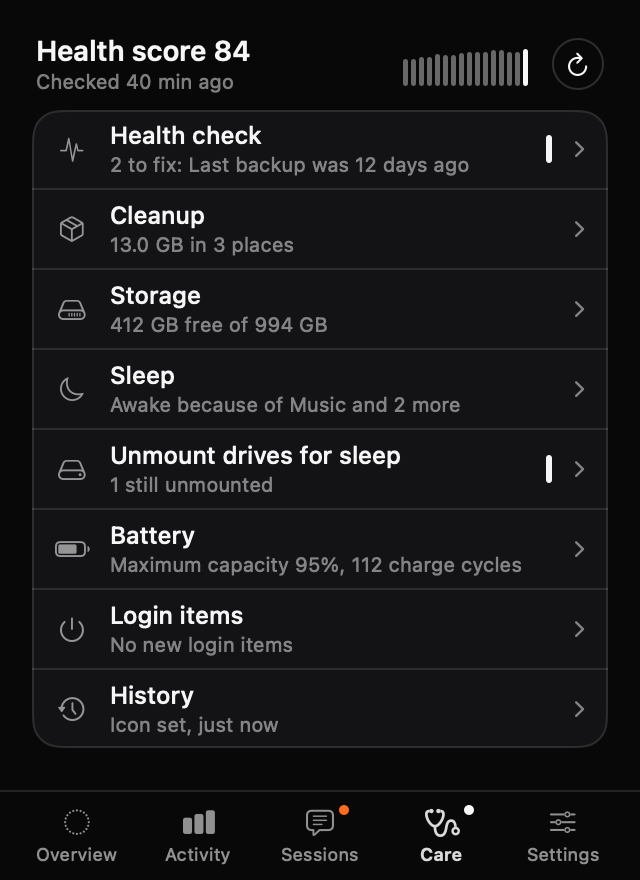 Health score 84
Checked 40 min ago
Health check
2 to fix: Last backup was 12 days ago
Cleanup
13.0 GB in 3 places
Storage
412 GB free of 994 GB
Sleep
Awake because of Music and 2 more
Unmount drives for sleep
1 still unmounted
Battery
Maximum capacity 95%, 112 charge cycles
Login items
No new login items
History
Icon set, just now
Overview
Activity
Sessions
Care
Settings